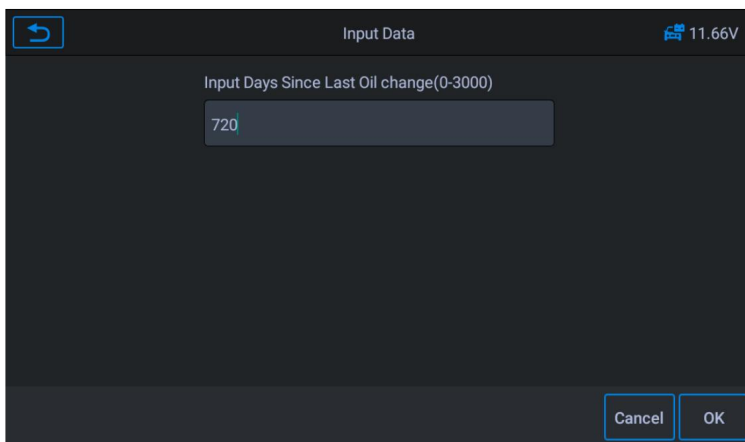 Input Data
11.66V
Input Days Since Last Oil change(0-3000)
720
Cancel
OK